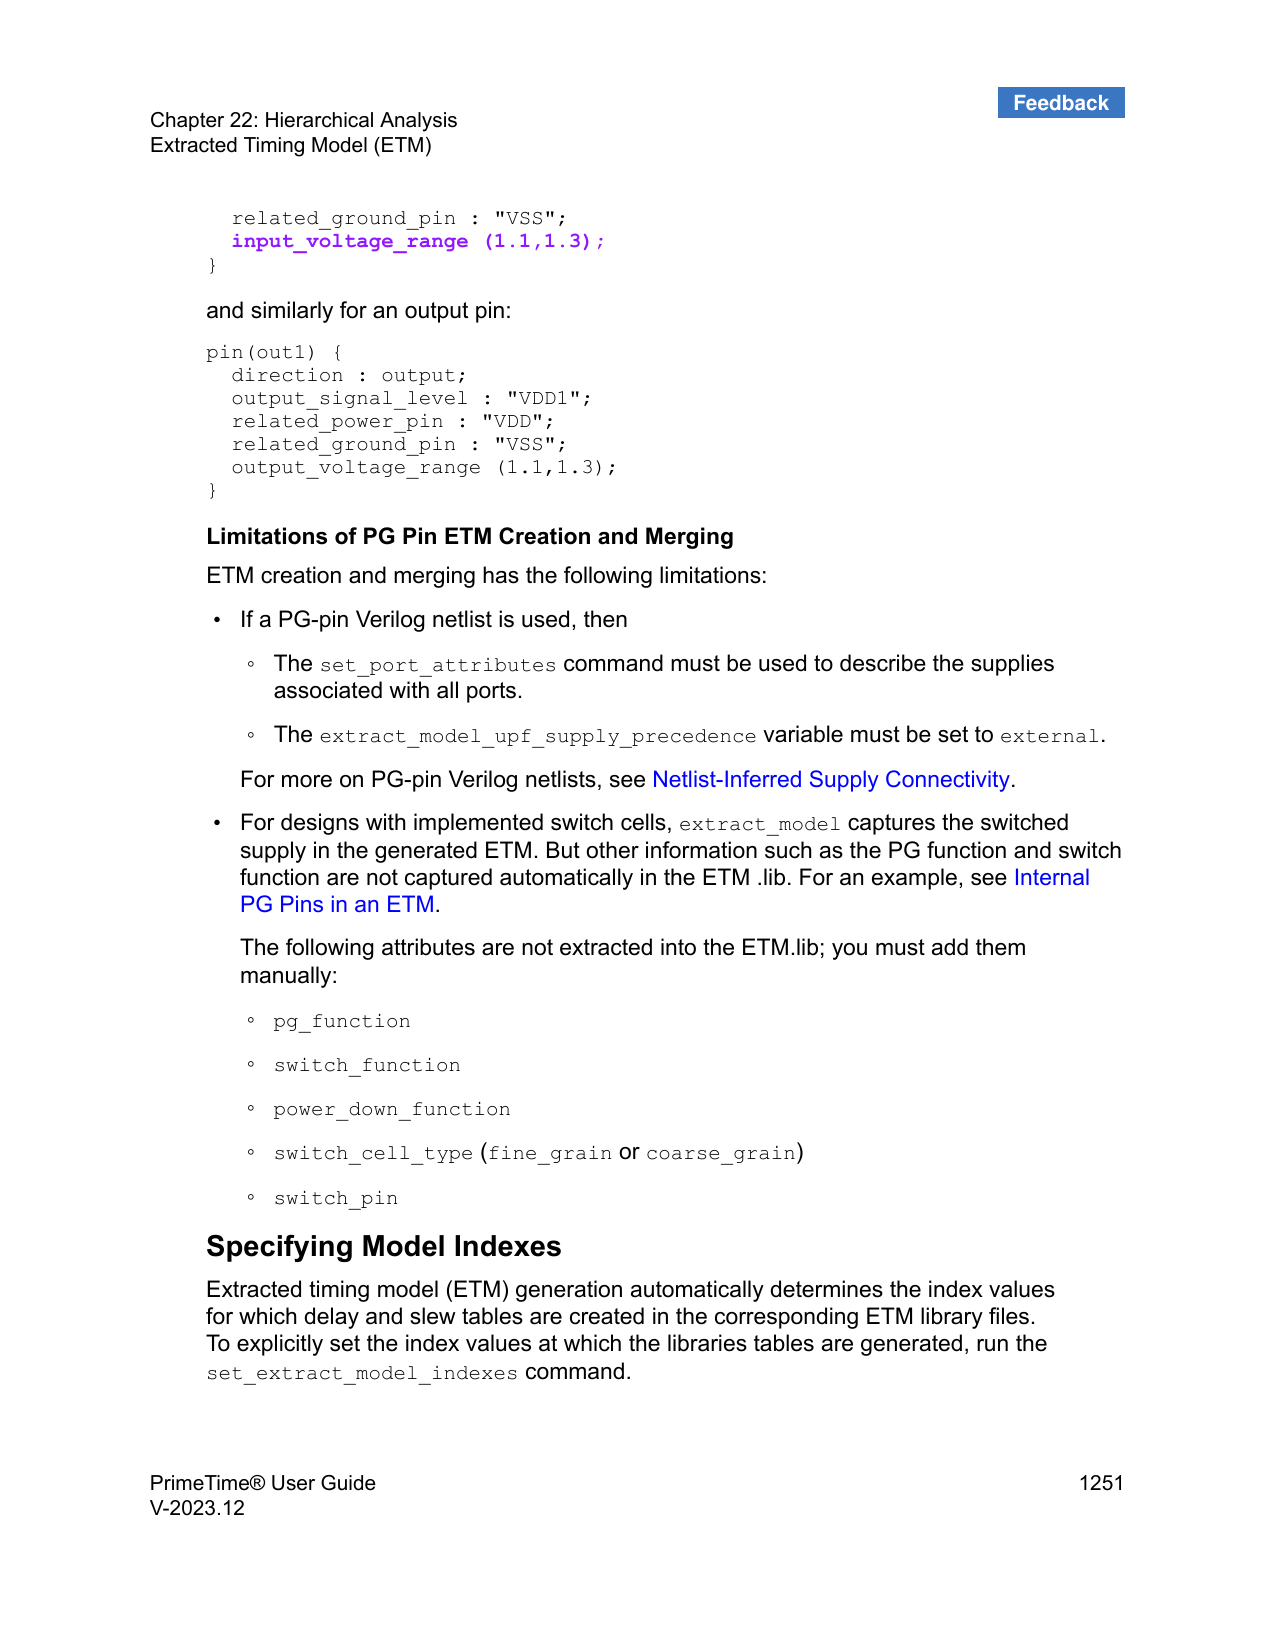 Feedback
Chapter 22: Hierarchical Analysis
Extracted Timing Model (ETM)
related_ground_pin : "VSS";
input_voltage_range (1.1,1.3);
}
and similarly for an output pin:
pin(out1) {
direction : output;
output_signal_level : "VDD1";
related_power_pin : "VDD";
related_ground_pin : "VSS";
output_voltage_range (1.1,1.3);
}
Limitations of PG Pin ETM Creation and Merging
ETM creation and merging has the following limitations:
• If a PG-pin Verilog netlist is used, then
◦ The set_port_attributes command must be used to describe the supplies
associated with all ports.
◦ The extract_model_upf_supply_precedence variable must be set to external.
For more on PG-pin Verilog netlists, see Netlist-Inferred Supply Connectivity.
• For designs with implemented switch cells, extract_model captures the switched
supply in the generated ETM. But other information such as the PG function and switch
function are not captured automatically in the ETM .lib. For an example, see Internal
PG Pins in an ETM.
The following attributes are not extracted into the ETM.lib; you must add them
manually:
◦ pg_function
◦ switch_function
◦ power_down_function
◦ switch_cell_type (fine_grain or coarse_grain)
◦ switch_pin
Specifying Model Indexes
Extracted timing model (ETM) generation automatically determines the index values
for which delay and slew tables are created in the corresponding ETM library files.
To explicitly set the index values at which the libraries tables are generated, run the
set_extract_model_indexes command.
PrimeTime® User Guide
V-2023.12
1251